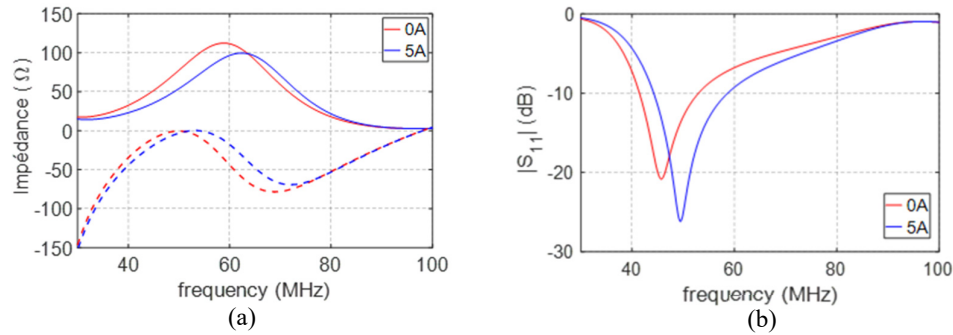 150
100
50
0
-50
-100
-150
Impédance (Ω)
0A
5A
40 60 80 100
frequency (MHz)
(a)
0
-10
-20
-30
|S11| (dB)
0A
5A
40 60 80 100
frequency (MHz)
(b)